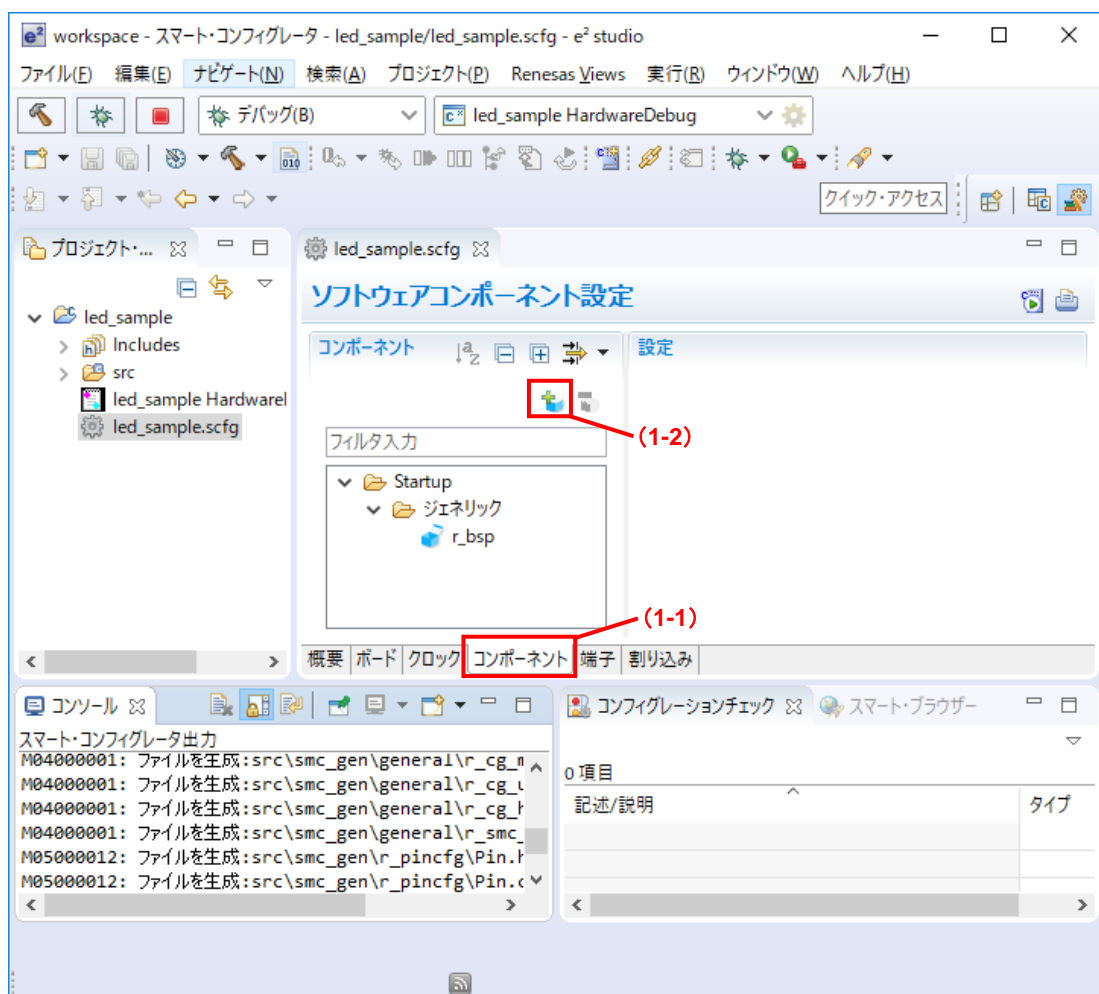 workspace - スマート・コンフィグレータ - led_sample/led_sample.scfg - e² studio
ファイル(F) 編集(E) ナビゲート(N) 検索(A) プロジェクト(P) Renesas Views 実行(R) ウィンドウ(W) ヘルプ(H)
デバッグ(B) led_sample HardwareDebug
クイック・アクセス
プロジェクト・...
led_sample
Includes
src
led_sample Hardwarel
led_sample.scfg
led_sample.scfg
ソフトウェアコンポーネント設定
コンポーネント
設定
(1-2)
フィルタ入力
Startup
ジェネリック
r_bsp
(1-1)
概要 ボード クロック コンポーネント 端子 割り込み
コンソール
スマート・コンフィグレータ出力
M04000001: ファイルを生成:src\smc_gen\general\r_cg_m
M04000001: ファイルを生成:src\smc_gen\general\r_cg_u
M04000001: ファイルを生成:src\smc_gen\general\r_cg_h
M04000001: ファイルを生成:src\smc_gen\general\r_smc_
M05000012: ファイルを生成:src\smc_gen\r_pincfg\Pin.h
M05000012: ファイルを生成:src\smc_gen\r_pincfg\Pin.c
コンフィグレーションチェック スマート・ブラウザー
0 項目
記述/説明 タイプ